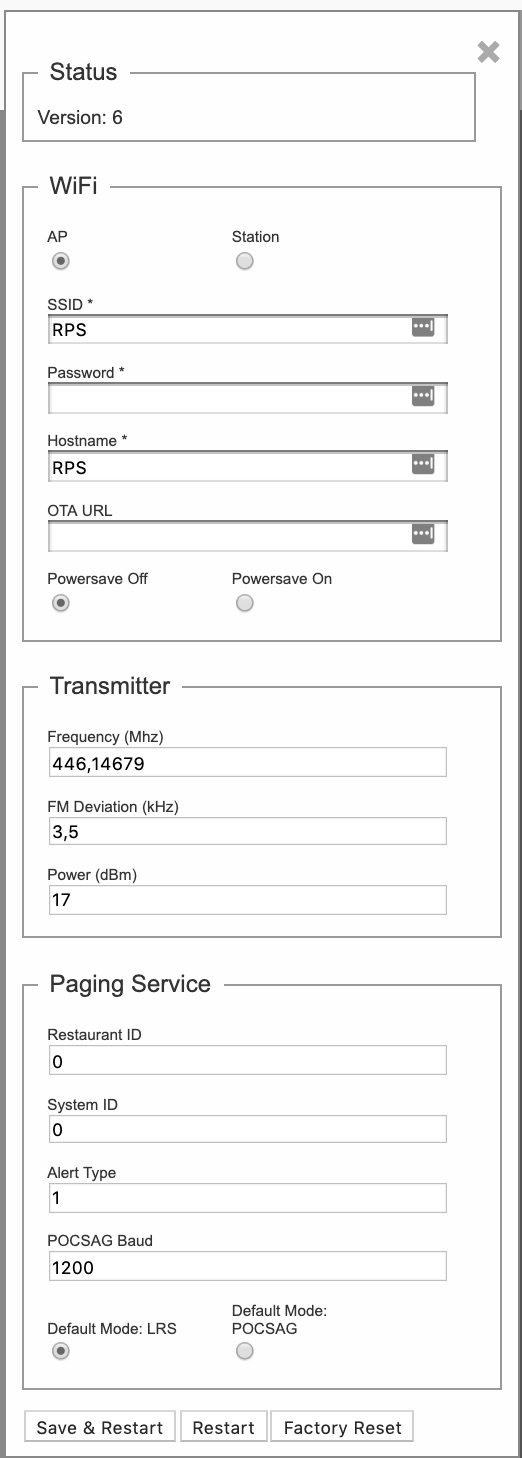 Status
Version: 6
WiFi
AP Station
SSID *
RPS
Password *
Hostname *
RPS
OTA URL
Powersave Off Powersave On
Transmitter
Frequency (Mhz)
446,14679
FM Deviation (kHz)
3,5
Power (dBm)
17
Paging Service
Restaurant ID
0
System ID
0
Alert Type
1
POCSAG Baud
1200
Default Mode: LRS Default Mode:
POCSAG
Save & Restart Restart Factory Reset